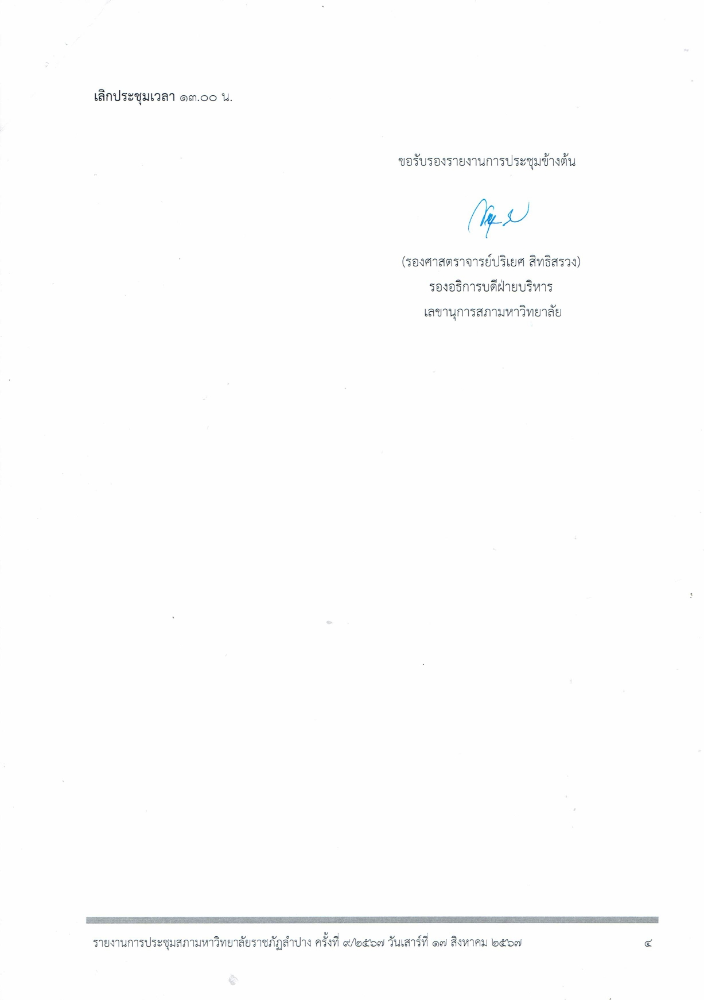 เลิกประชุมเวลา ๑๓.๐๐ น.
ขอรับรองรายงานการประชุมข้างต้น
(รองศาสตราจารย์ปริเยศ สิทธิสรวง)
รองอธิการบดีฝ่ายบริหาร
เลขานุการสภามหาวิทยาลัย
รายงานการประชุมสภามหาวิทยาลัยราชภัฏลำปาง ครั้งที่ ๙/๒๕๖๗ วันเสาร์ที่ ๑๗ สิงหาคม ๒๕๖๗ ๔